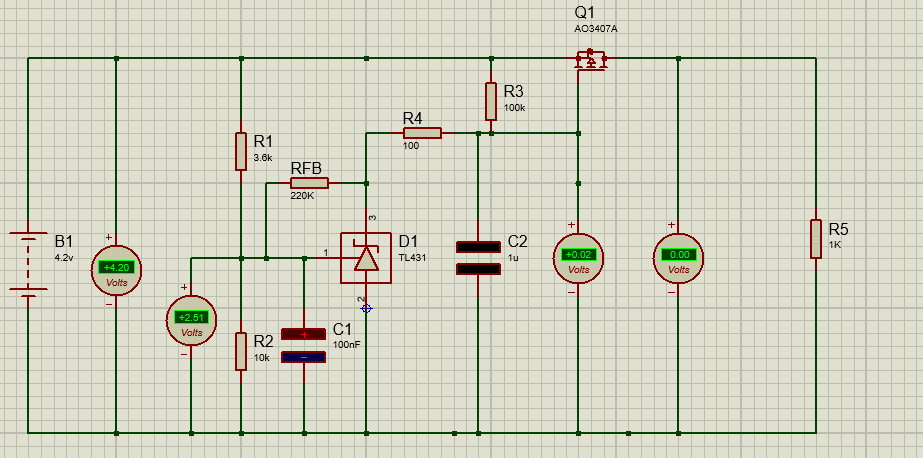 Q1
AO3407A
R3
100k
R4
100
R1
3.6k
RFB
220K
3
B1
4.2v
+
+4.20
Volts
−
1
D1
TL431
2
C2
1u
+
+0.02
Volts
−
+
0.00
Volts
−
R5
1K
+
+2.51
Volts
−
R2
10k
+
−
C1
100nF